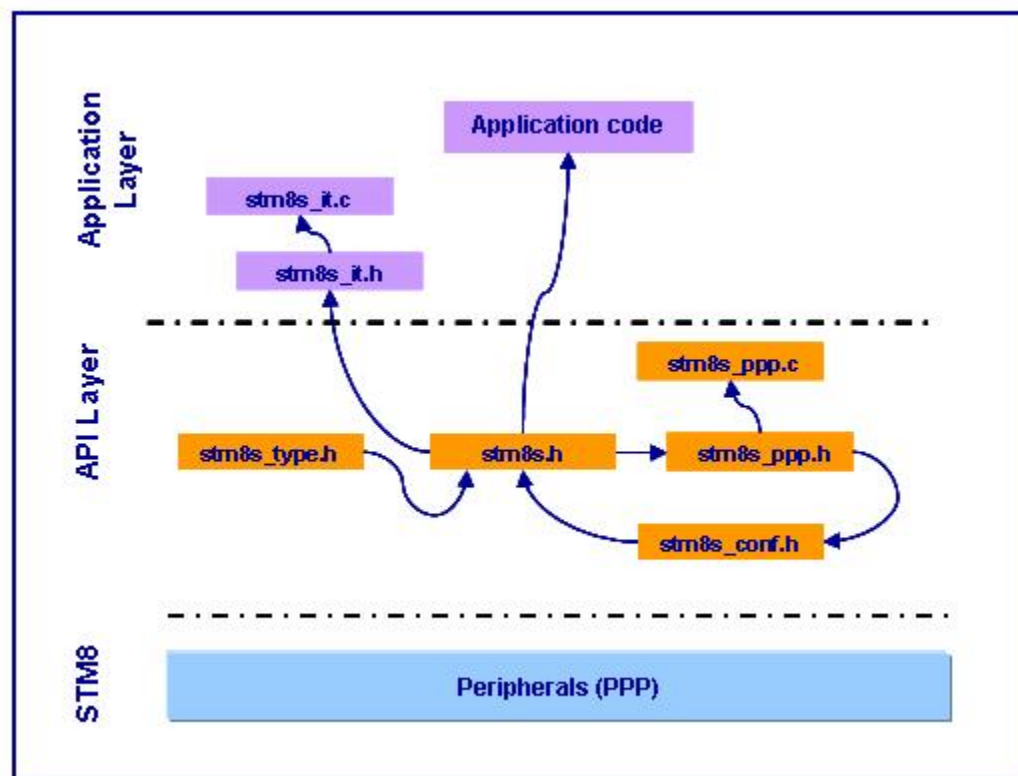 Application
Layer
Application code
stm8s_it.c
stm8s_it.h
API Layer
stm8s_ppp.c
stm8s_type.h
stm8s.h
stm8s_ppp.h
stm8s_conf.h
STM8
Peripherals (PPP)